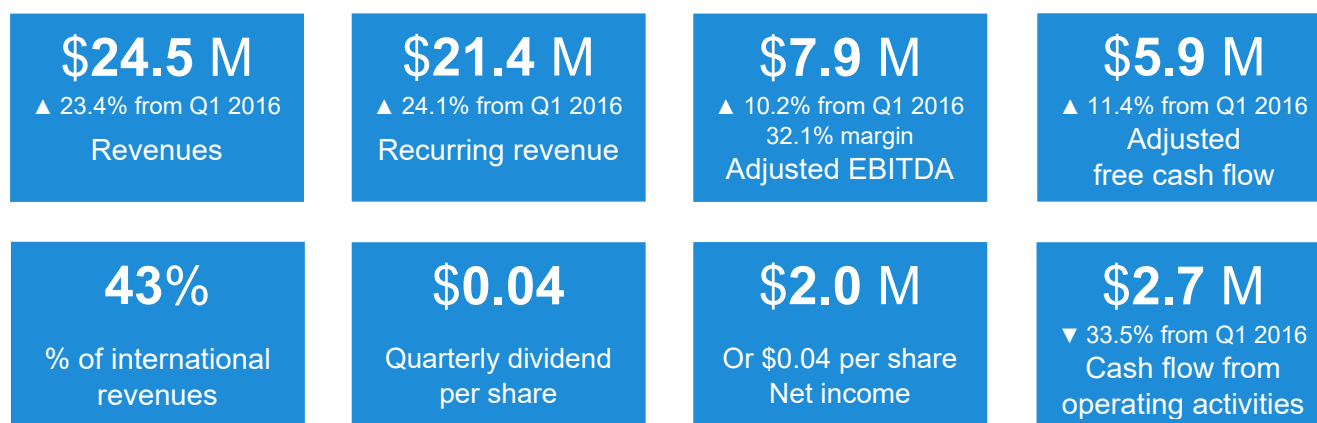 $24.5 M
▲ 23.4% from Q1 2016
Revenues
$21.4 M
▲ 24.1% from Q1 2016
Recurring revenue
$7.9 M
▲ 10.2% from Q1 2016
32.1% margin
Adjusted EBITDA
$5.9 M
▲ 11.4% from Q1 2016
Adjusted
free cash flow
43%
% of international
revenues
$0.04
Quarterly dividend
per share
$2.0 M
Or $0.04 per share
Net income
$2.7 M
▼ 33.5% from Q1 2016
Cash flow from
operating activities